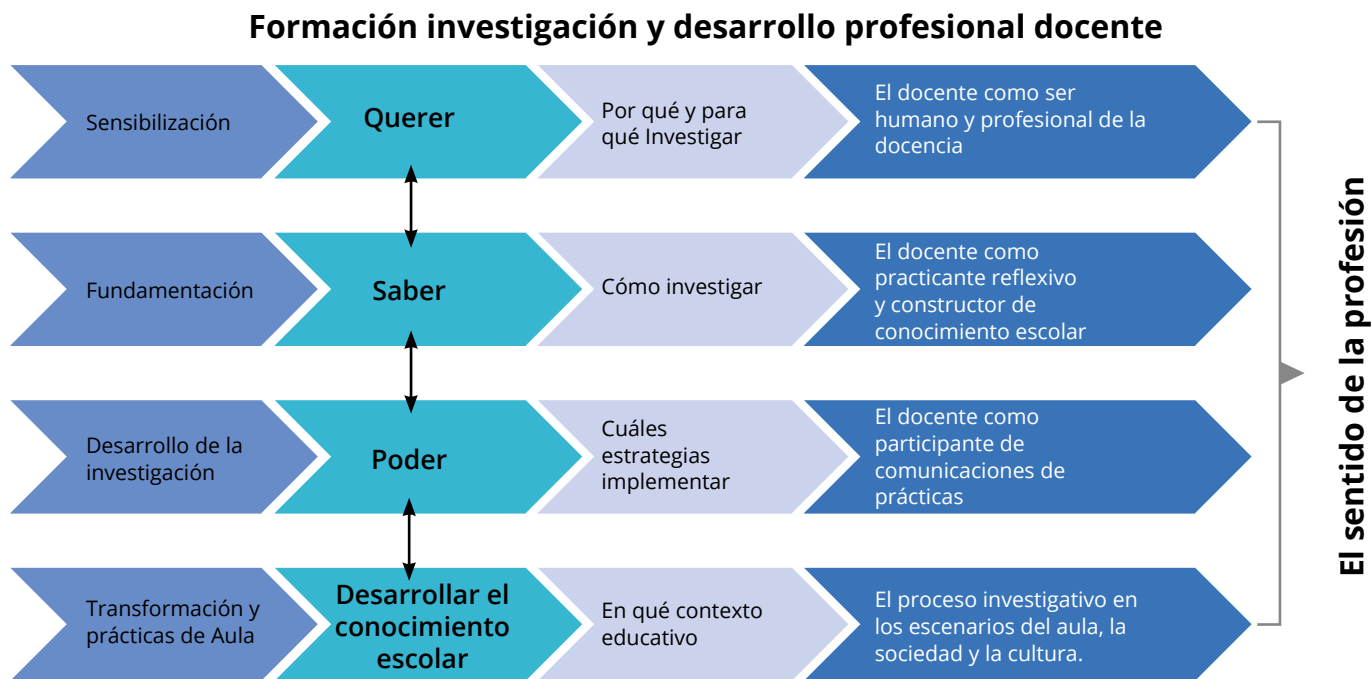 Formación investigación y desarrollo profesional docente
Sensibilización
Querer
Por qué y para
qué Investigar
El docente como ser
humano y profesional de la
docencia
Fundamentación
Saber
Cómo investigar
El docente como
practicante reflexivo
y constructor de
conocimiento escolar
Desarrollo de la
investigación
Poder
Cuáles
estrategias
implementar
El docente como
participante de
comunicaciones de
prácticas
Transformación y
prácticas de Aula
Desarrollar el
conocimiento
escolar
En qué contexto
educativo
El proceso investigativo en
los escenarios del aula, la
sociedad y la cultura.
El sentido de la profesión